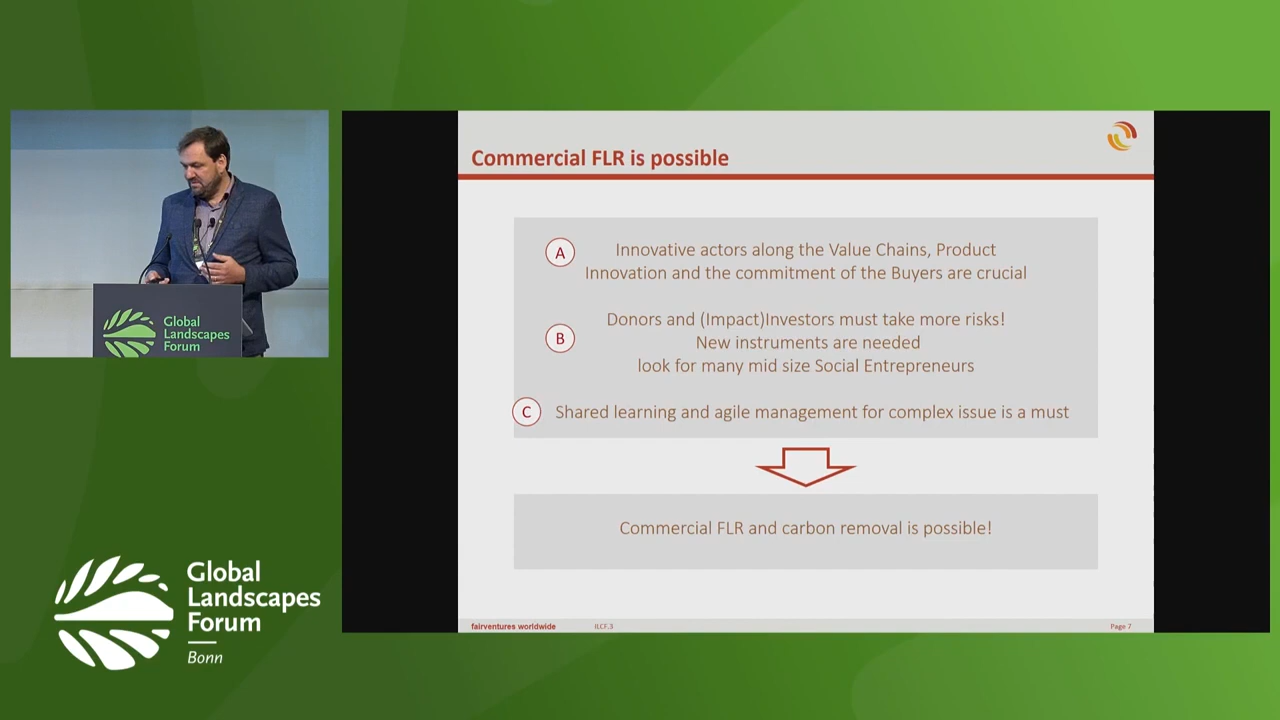 Commercial FLR is possible
A
Innovative actors along the Value Chains, Product
Innovation and the commitment of the Buyers are crucial
B
Donors and (Impact)Investors must take more risks!
New instruments are needed
look for many mid size Social Entrepreneurs
C
Shared learning and agile management for complex issue is a must
Commercial FLR and carbon removal is possible!
fairventures worldwide
ILCF.3
Page 7
Global
Landscapes
Forum
Global
Landscapes
Forum
Bonn